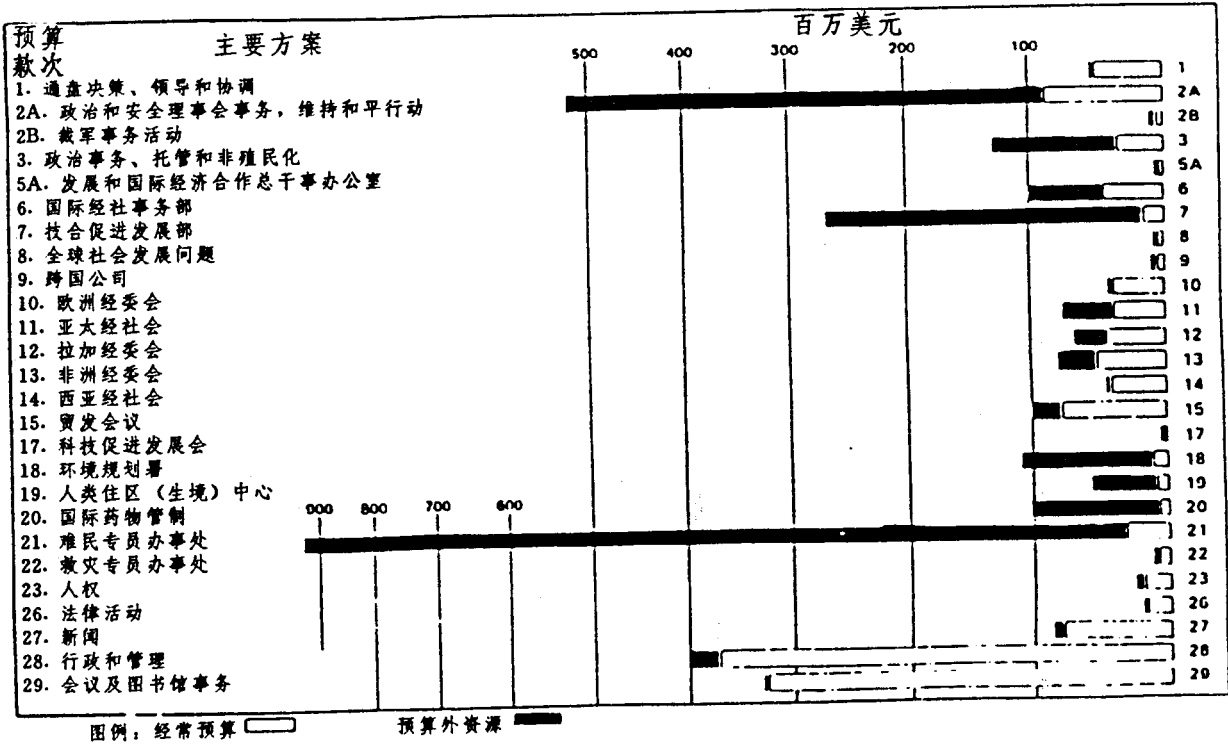 预算 主要方案 百万美元
款次 500 400 300 200 100
1. 通盘决策、领导和协调 1
2A. 政治和安全理事会事务，维持和平行动 2A
2B. 裁军事务活动 2B
3. 政治事务、托管和非殖民化 3
5A. 发展和国际经济合作总干事办公室 5A
6. 国际经社事务部 6
7. 技合促进发展部 7
8. 全球社会发展问题 8
9. 跨国公司 9
10. 欧洲经委会 10
11. 亚太经社会 11
12. 拉加经委会 12
13. 非洲经委会 13
14. 西亚经社会 14
15. 贸发会议 15
17. 科技促进发展会 17
18. 环境规划署 18
19. 人类住区（生境）中心 19
20. 国际药物管制 900 800 700 600 20
21. 难民专员办事处 21
22. 救灾专员办事处 22
23. 人权 23
26. 法律活动 26
27. 新闻 27
28. 行政和管理 28
29. 会议及图书馆事务 29
图例：经常预算 预算外资源